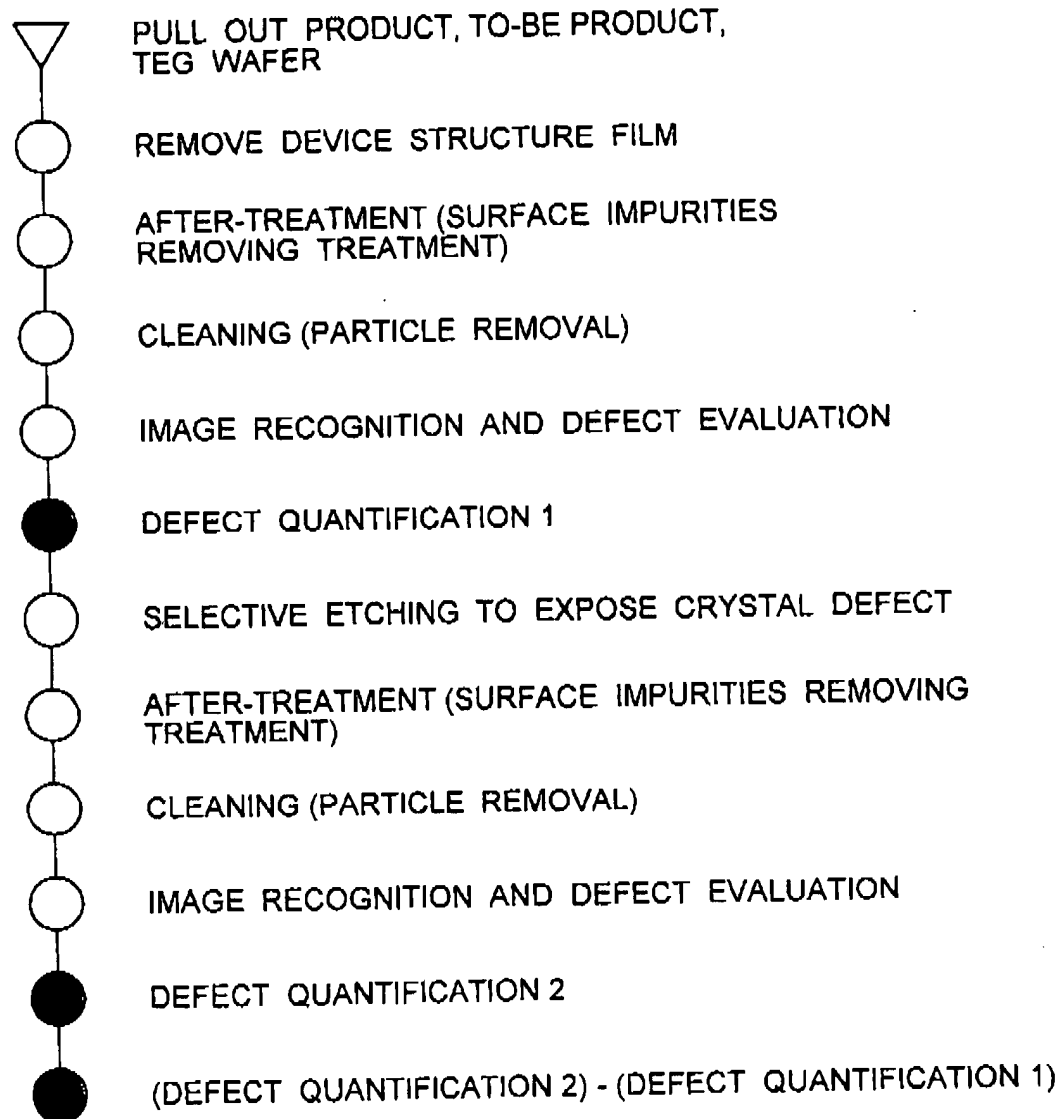 PULL OUT PRODUCT, TO-BE PRODUCT,
TEG WAFER
REMOVE DEVICE STRUCTURE FILM
AFTER-TREATMENT (SURFACE IMPURITIES
REMOVING TREATMENT)
CLEANING (PARTICLE REMOVAL)
IMAGE RECOGNITION AND DEFECT EVALUATION
DEFECT QUANTIFICATION 1
SELECTIVE ETCHING TO EXPOSE CRYSTAL DEFECT
AFTER-TREATMENT (SURFACE IMPURITIES REMOVING
TREATMENT)
CLEANING (PARTICLE REMOVAL)
IMAGE RECOGNITION AND DEFECT EVALUATION
DEFECT QUANTIFICATION 2
(DEFECT QUANTIFICATION 2) - (DEFECT QUANTIFICATION 1)